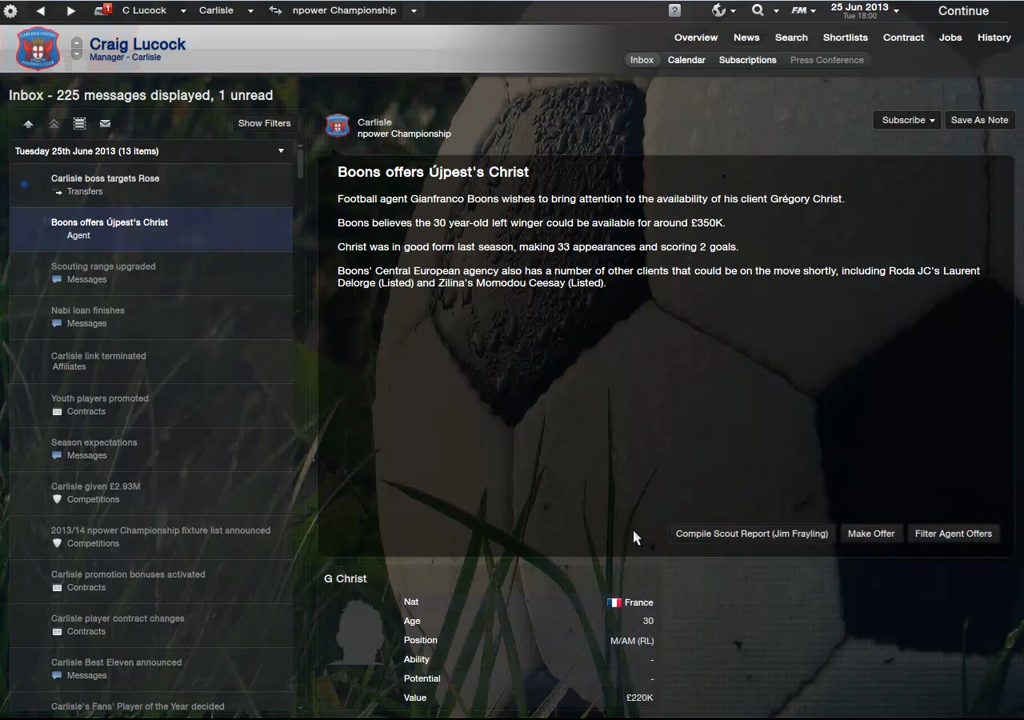 C Lucock
Carlisle
npower Championship
FM
25 Jun 2013
Tue 18:00
Continue
Craig Lucock
Manager - Carlisle
Overview
News
Search
Shortlists
Contract
Jobs
History
Inbox
Calendar
Subscriptions
Press Conference
Inbox - 225 messages displayed, 1 unread
Show Filters
Tuesday 25th June 2013 (13 items)
Carlisle boss targets Rose
Transfers
Boons offers Újpest's Christ
Agent
Scouting range upgraded
Messages
Nabi loan finishes
Messages
Carlisle link terminated
Affiliates
Youth players promoted
Contracts
Season expectations
Messages
Carlisle given £2.93M
Competitions
2013/14 npower Championship fixture list announced
Competitions
Carlisle promotion bonuses activated
Contracts
Carlisle player contract changes
Contracts
Carlisle Best Eleven announced
Messages
Carlisle's Fans' Player of the Year decided
Carlisle
npower Championship
Subscribe
Save As Note
Boons offers Újpest's Christ
Football agent Gianfranco Boons wishes to bring attention to the availability of his client Grégory Christ.
Boons believes the 30 year-old left winger could be available for around £350K.
Christ was in good form last season, making 33 appearances and scoring 2 goals.
Boons' Central European agency also has a number of other clients that could be on the move shortly, including Roda JC's Laurent
Delorge (Listed) and Zilina's Momodou Ceesay (Listed).
Compile Scout Report (Jim Frayling)
Make Offer
Filter Agent Offers
G Christ
Nat France
Age 30
Position M/AM (RL)
Ability -
Potential -
Value £220K